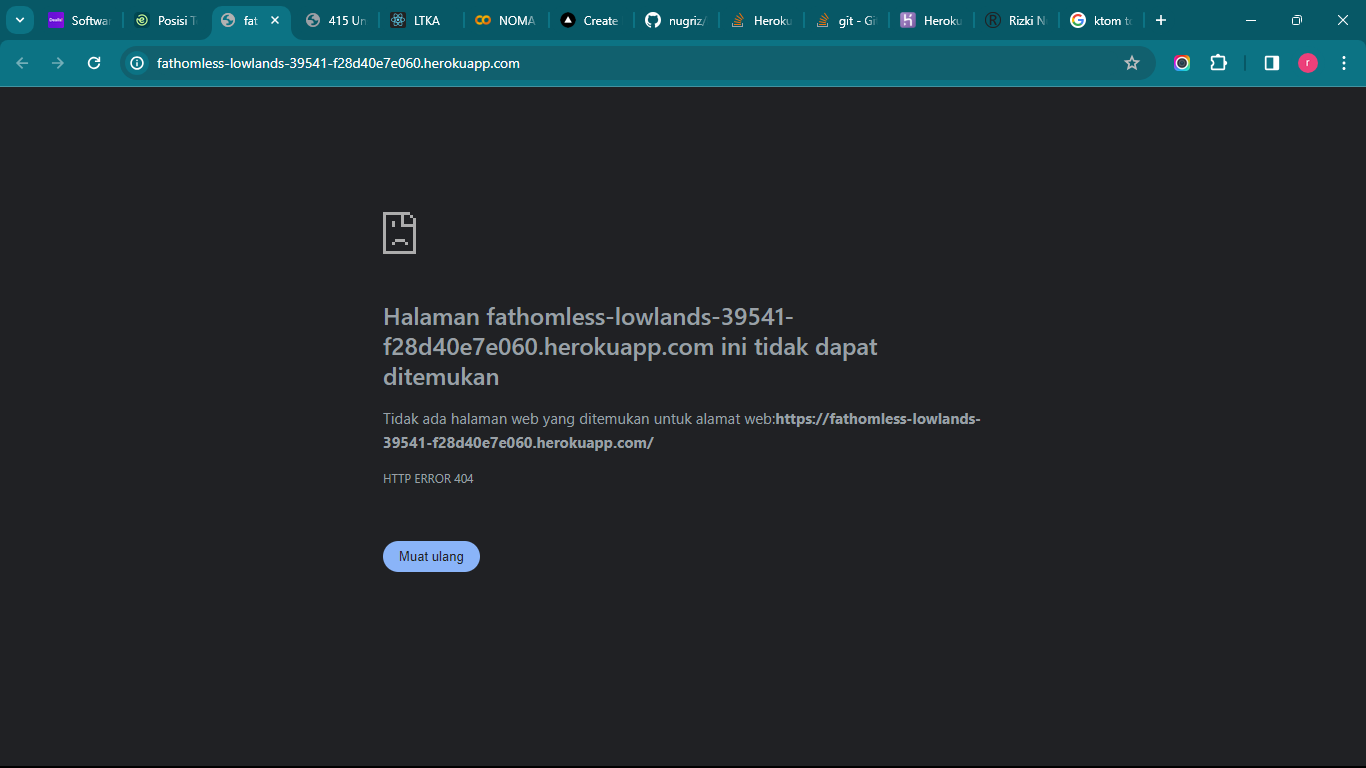 Softwar
Posisi T
fat
415 Un
LTKA
NOMA
Create
nugriz/
Heroku
git - Gi
Heroku
Rizki N
ktom to
fathomless-lowlands-39541-f28d40e7e060.herokuapp.com
r
Halaman fathomless-lowlands-39541-
f28d40e7e060.herokuapp.com ini tidak dapat
ditemukan
Tidak ada halaman web yang ditemukan untuk alamat web:https://fathomless-lowlands-
39541-f28d40e7e060.herokuapp.com/
HTTP ERROR 404
Muat ulang